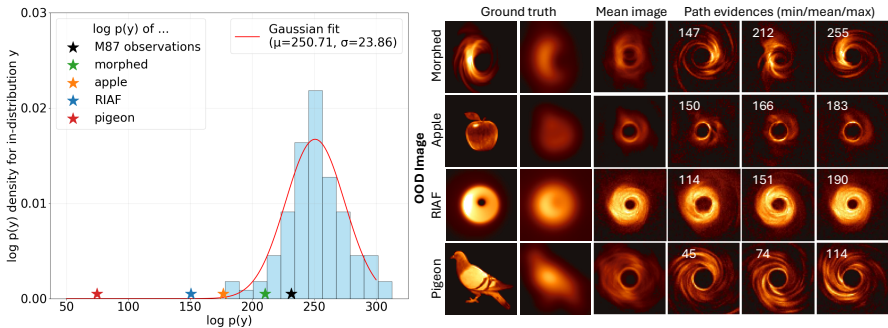 log p(y) density for in-distribution y
0.03
0.02
0.01
0.00
50
100
150
200
250
300
log p(y)
log p(y) of ...
M87 observations
morphed
apple
RIAF
pigeon
Gaussian fit
(μ=250.71, σ=23.86)
Ground truth
Mean image
Path evidences (min/mean/max)
OOD Image
Morphed
147
212
255
Apple
150
166
183
RIAF
114
151
190
Pigeon
45
74
114